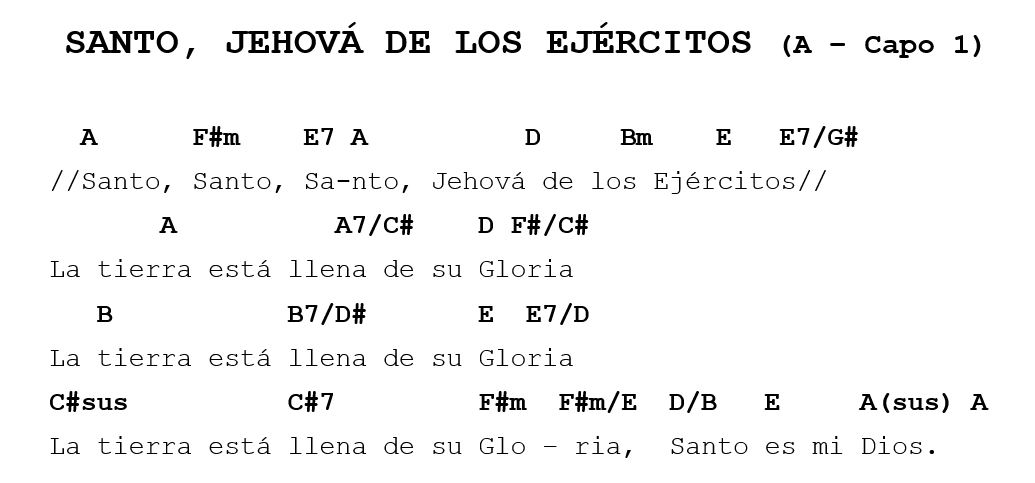 SANTO, JEHOVÁ DE LOS EJÉRCITOS (A – Capo 1)
A F#m E7 A D Bm E E7/G#
//Santo, Santo, Sa-nto, Jehová de los Ejércitos//
A A7/C# D F#/C#
La tierra está llena de su Gloria
B B7/D# E E7/D
La tierra está llena de su Gloria
C#sus C#7 F#m F#m/E D/B E A(sus) A
La tierra está llena de su Glo – ria, Santo es mi Dios.